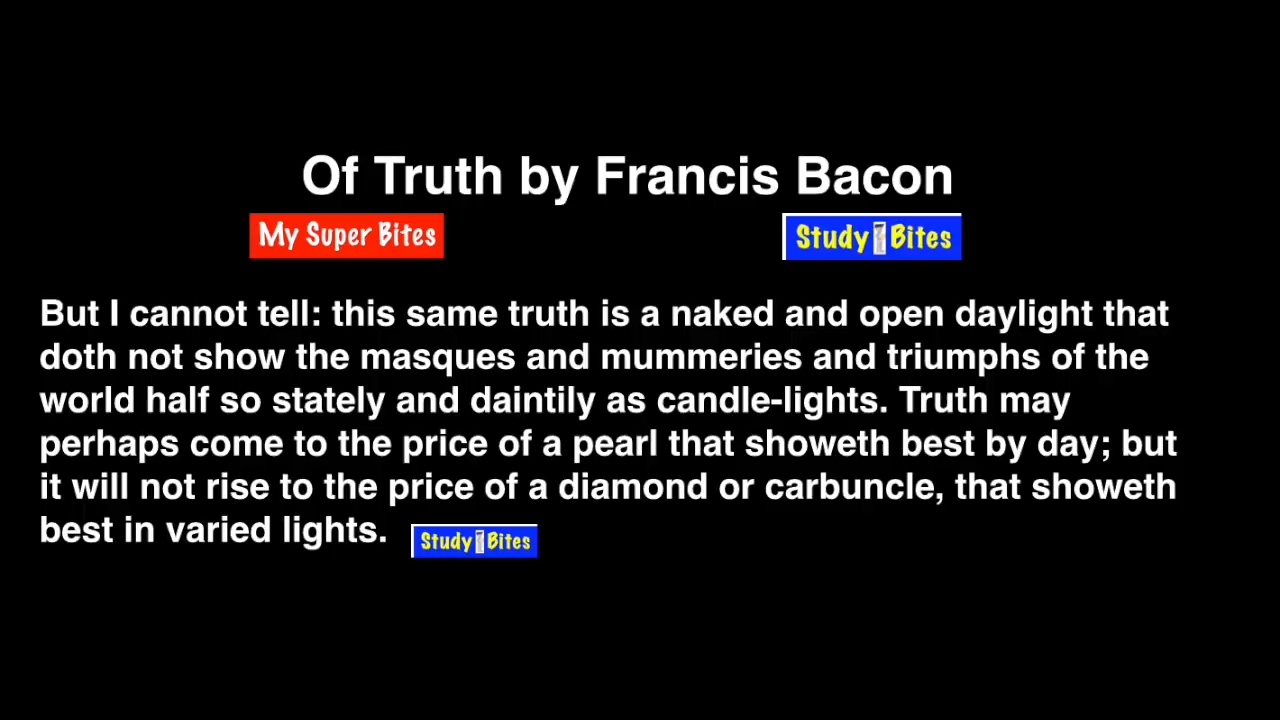 Of Truth by Francis Bacon
My Super Bites
Study Bites
But I cannot tell: this same truth is a naked and open daylight that
doth not show the masques and mummeries and triumphs of the
world half so stately and daintily as candle-lights. Truth may
perhaps come to the price of a pearl that showeth best by day; but
it will not rise to the price of a diamond or carbuncle, that showeth
best in varied lights.
Study Bites